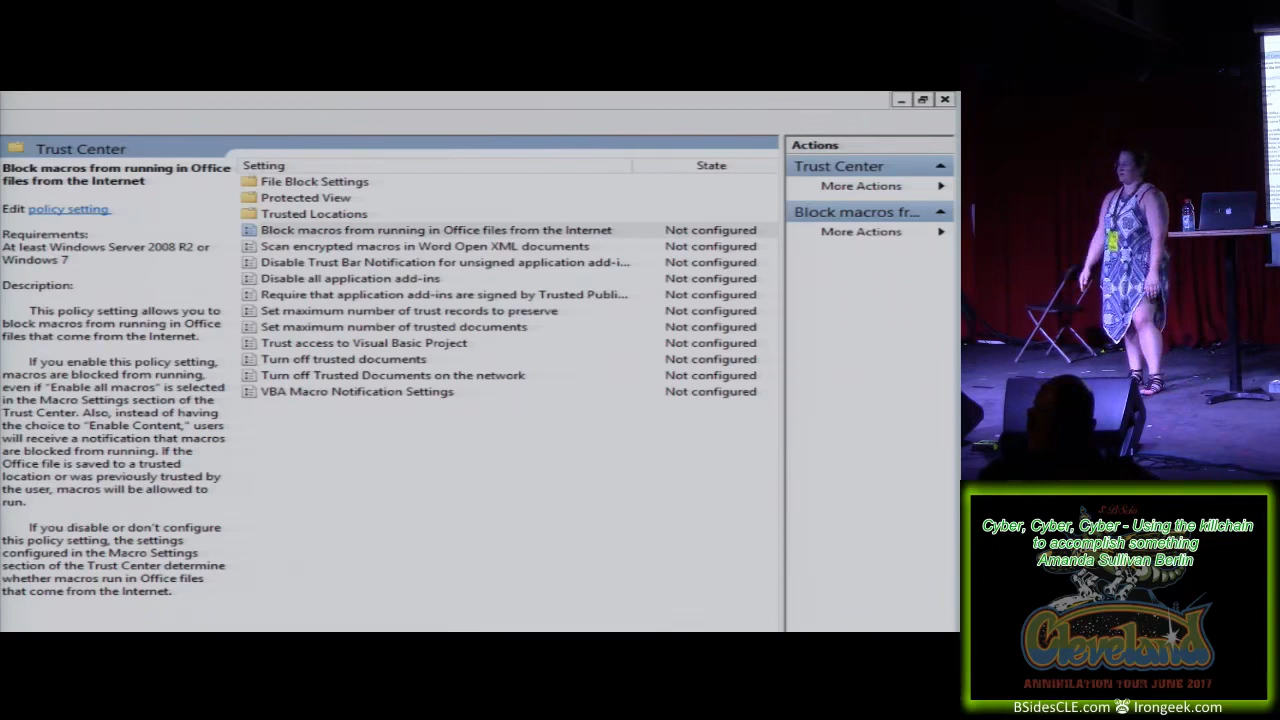 Trust Center
Block macros from running in Office
files from the Internet
Edit policy setting
Requirements:
At least Windows Server 2008 R2 or
Windows 7
Description:
This policy setting allows you to
block macros from running in Office
files that come from the Internet.
If you enable this policy setting,
macros are blocked from running,
even if "Enable all macros" is selected
in the Macro Settings section of the
Trust Center. Also, instead of having
the choice to "Enable Content," users
will receive a notification that macros
are blocked from running. If the
Office file is saved to a trusted
location or was previously trusted by
the user, macros will be allowed to
run.
If you disable or don't configure
this policy setting, the settings
configured in the Macro Settings
section of the Trust Center determine
whether macros run in Office files
that come from the Internet.
Setting State
File Block Settings
Protected View
Trusted Locations
Block macros from running in Office files from the Internet Not configured
Scan encrypted macros in Word Open XML documents Not configured
Disable Trust Bar Notification for unsigned application add-i... Not configured
Disable all application add-ins Not configured
Require that application add-ins are signed by Trusted Publi... Not configured
Set maximum number of trust records to preserve Not configured
Set maximum number of trusted documents Not configured
Trust access to Visual Basic Project Not configured
Turn off trusted documents Not configured
Turn off Trusted Documents on the network Not configured
VBA Macro Notification Settings Not configured
Actions
Trust Center
More Actions
Block macros fr...
More Actions
Cyber, Cyber, Cyber - Using the killchain
to accomplish something
Amanda Sullivan Berlin
Cleveland
ANNIHILATION TOUR JUNE 2017
BSidesCLE.com Irongeek.com